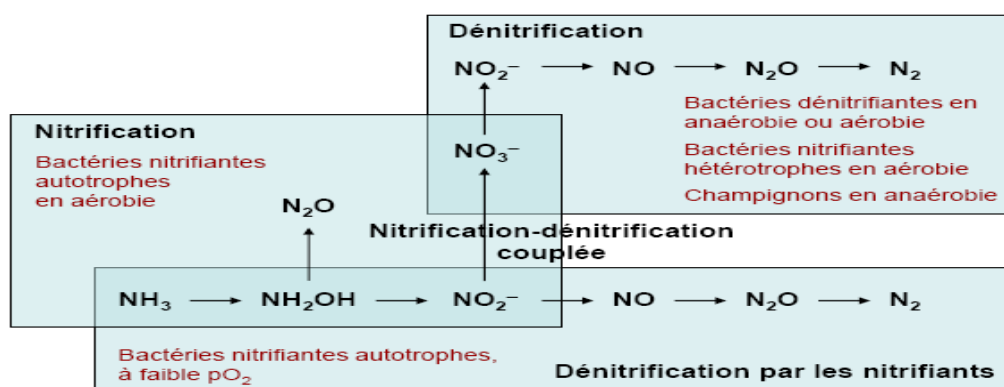 Dénitrification
NO₂⁻ → NO → N₂O → N₂
Bactéries dénitrifiantes en
anaérobie ou aérobie
Bactéries nitrifiantes
hétérotrophes en aérobie
Champignons en anaérobie
Nitrification
Bactéries nitrifiantes
autotrophes
en aérobie
NO₃⁻
N₂O
Nitrification-dénitrification
couplée
NH₃ → NH₂OH → NO₂⁻ → NO → N₂O → N₂
Bactéries nitrifiantes autotrophes,
à faible pO₂
Dénitrification par les nitrifiants